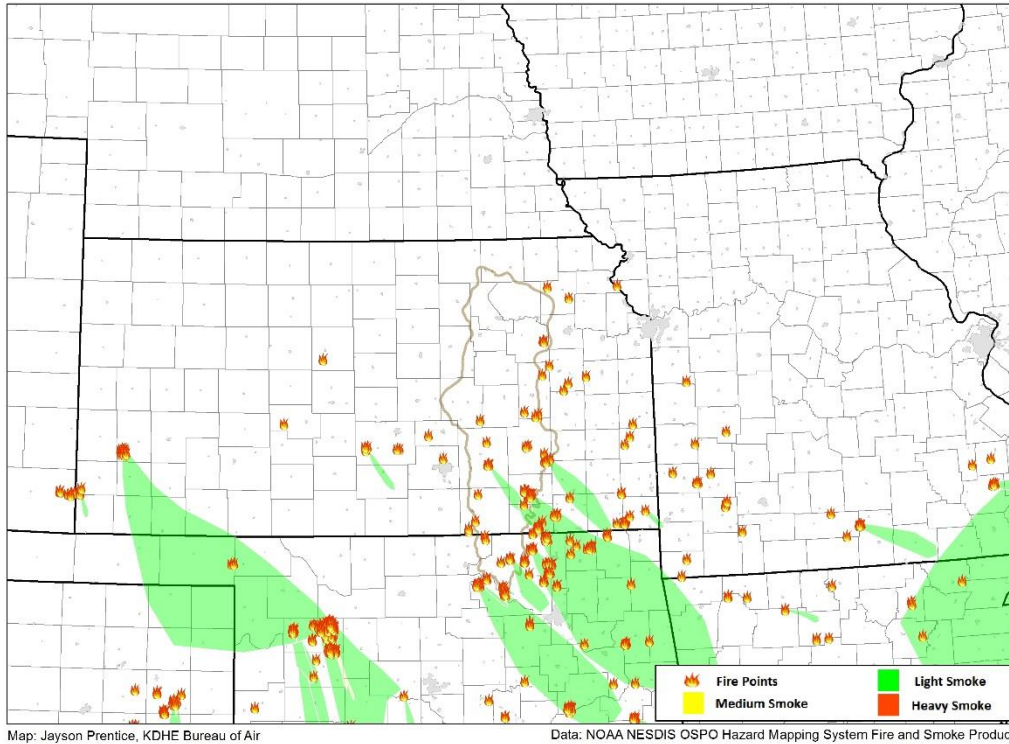 Fire Points
Light Smoke
Medium Smoke
Heavy Smoke
Map: Jayson Prentice, KDHE Bureau of Air
Data: NOAA NESDIS OSPO Hazard Mapping System Fire and Smoke Produc